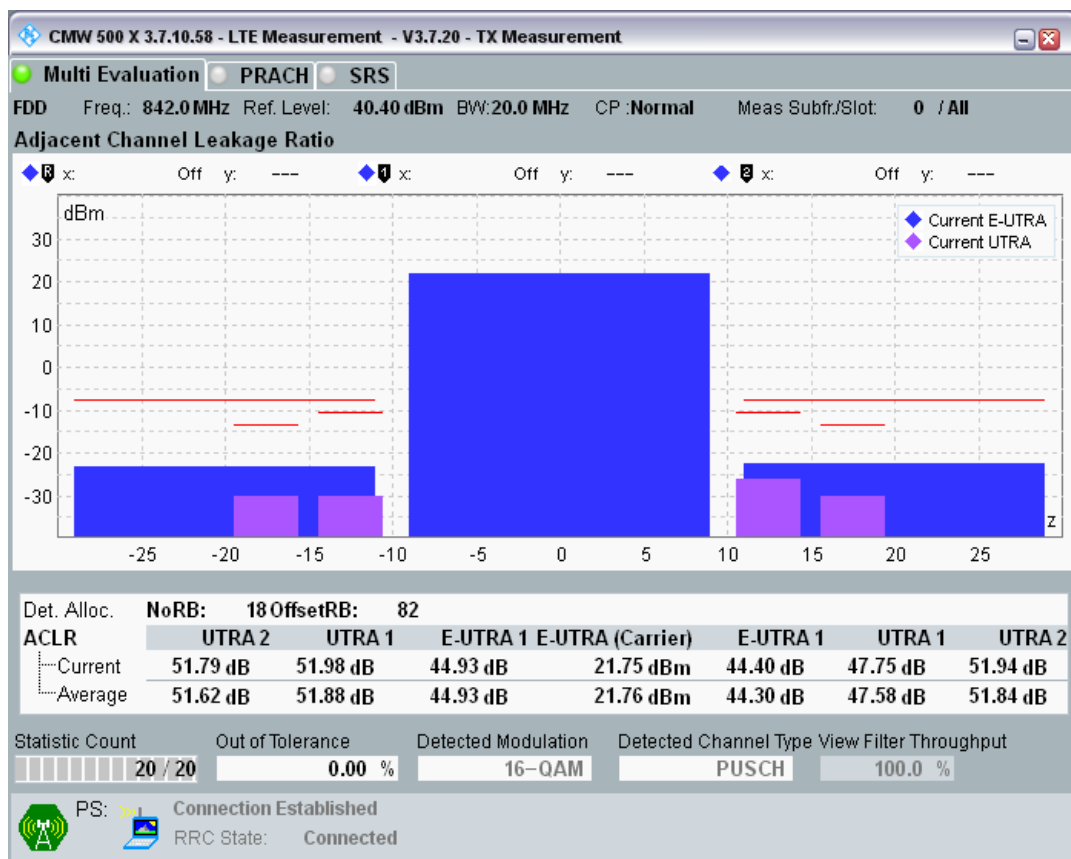 CMW 500 X 3.7.10.58 - LTE Measurement - V3.7.20 - TX Measurement
Multi Evaluation PRACH SRS
FDD Freq.: 842.0 MHz Ref. Level: 40.40 dBm BW:20.0 MHz CP :Normal Meas Subfr./Slot: 0 / All
Adjacent Channel Leakage Ratio
R x: Off y: --- 1 x: Off y: --- 2 x: Off y: ---
dBm
Current E-UTRA
Current UTRA
30
20
10
0
-10
-20
-30
z
-25 -20 -15 -10 -5 0 5 10 15 20 25
Det. Alloc. NoRB: 18 OffsetRB: 82
ACLR UTRA 2 UTRA 1 E-UTRA 1 E-UTRA (Carrier) E-UTRA 1 UTRA 1 UTRA 2
Current 51.79 dB 51.98 dB 44.93 dB 21.75 dBm 44.40 dB 47.75 dB 51.94 dB
Average 51.62 dB 51.88 dB 44.93 dB 21.76 dBm 44.30 dB 47.58 dB 51.84 dB
Statistic Count Out of Tolerance Detected Modulation Detected Channel Type View Filter Throughput
20 / 20 0.00 % 16-QAM PUSCH 100.0 %
PS: Connection Established
RRC State: Connected